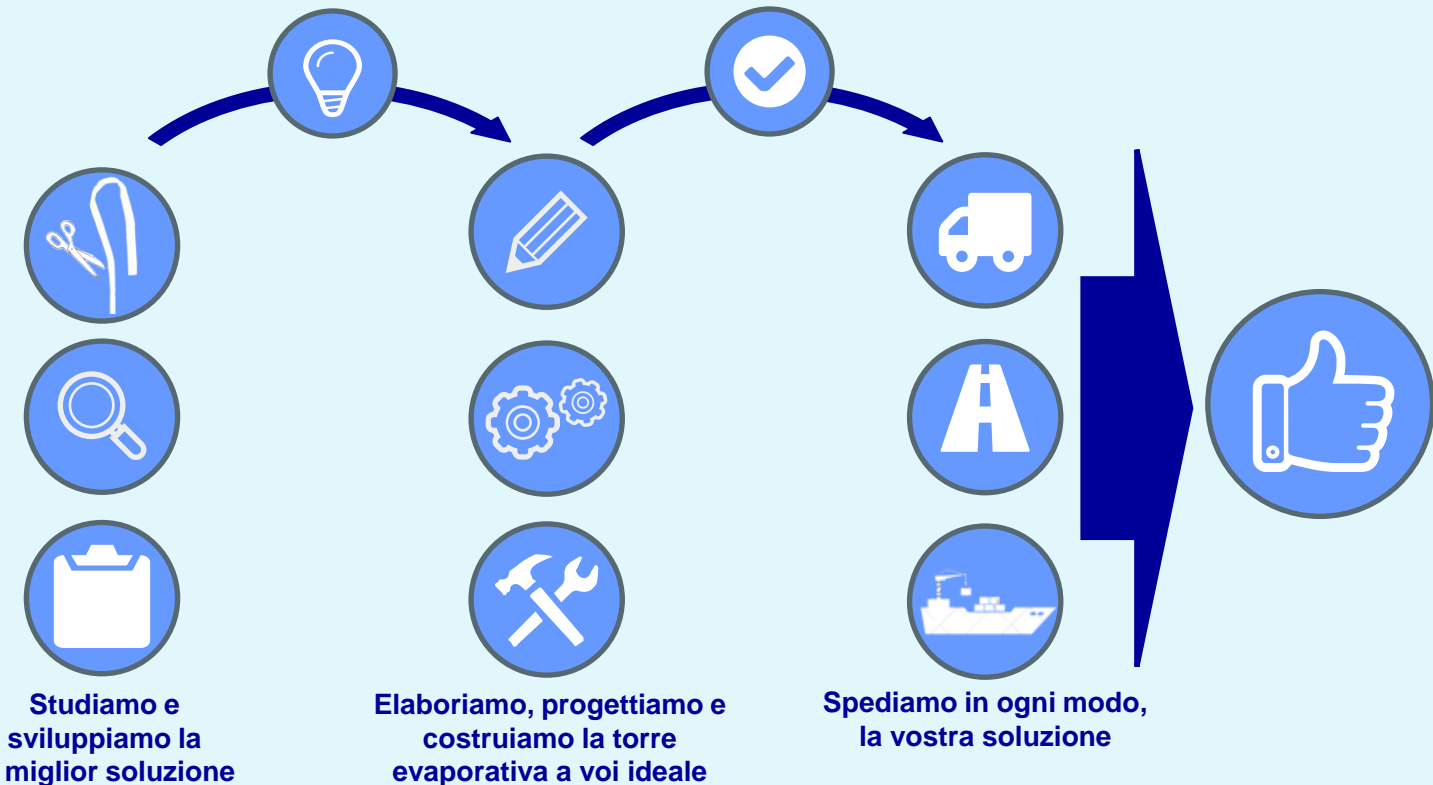 Studiamo e
sviluppiamo la
miglior soluzione
Elaboriamo, progettiamo e
costruiamo la torre
evaporativa a voi ideale
Spediamo in ogni modo,
la vostra soluzione